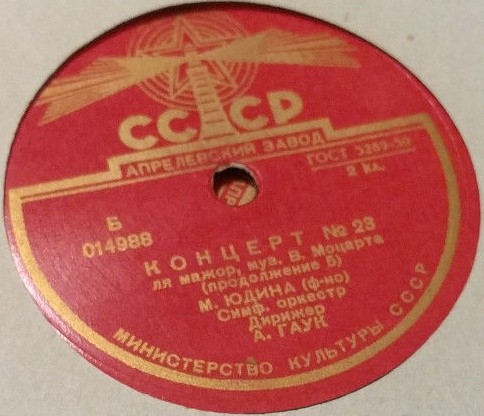 СССР
АПРЕЛЕВСКИЙ ЗАВОД
ГОСТ 5289-50
2 кл.
Б
014988
КОНЦЕРТ № 23
ля мажор, муз. В. Моцарта
(продолжение 5)
М. ЮДИНА (ф-но)
Симф. оркестр
Дирижер
А. ГАУК
МИНИСТЕРСТВО КУЛЬТУРЫ СССР